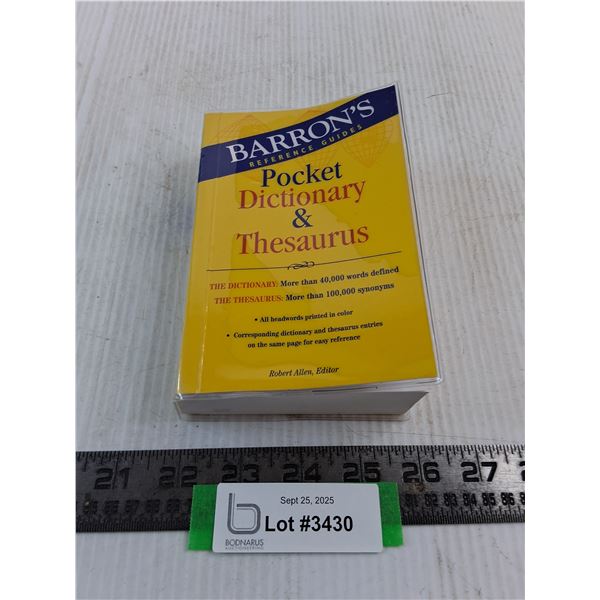 BARRON'S
REFERENCE GUIDES
Pocket
Dictionary
&
Thesaurus
THE DICTIONARY: More than 40,000 words defined
THE THESAURUS: More than 100,000 synonyms
• All headwords printed in color
• Corresponding dictionary and thesaurus entries
on the same page for easy reference
Robert Allen, Editor
21 22 23 24 25 26 27
Sept 25, 2025
Lot #3430
BODNARUS
AUCTIONEERING